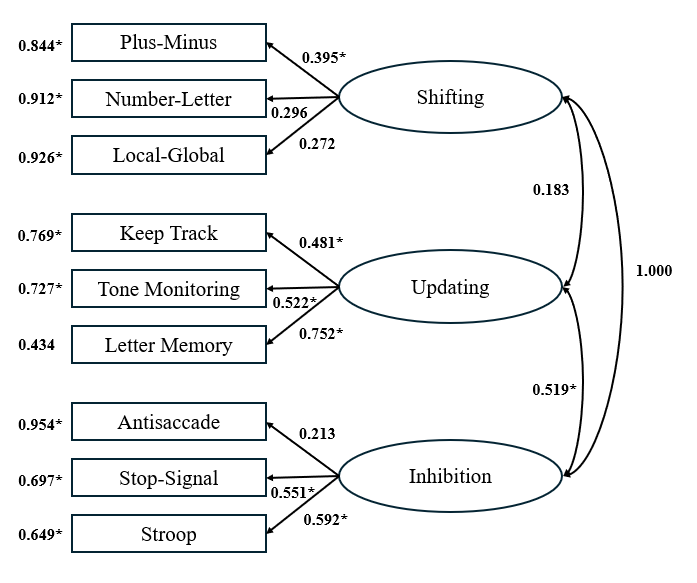 0.844* Plus-Minus 0.395*
0.912* Number-Letter 0.296 Shifting
0.926* Local-Global 0.272
0.183
0.769* Keep Track 0.481*
0.727* Tone Monitoring 0.522* Updating 1.000
0.434 Letter Memory 0.752*
0.519*
0.954* Antisaccade 0.213
0.697* Stop-Signal 0.551* Inhibition
0.649* Stroop 0.592*